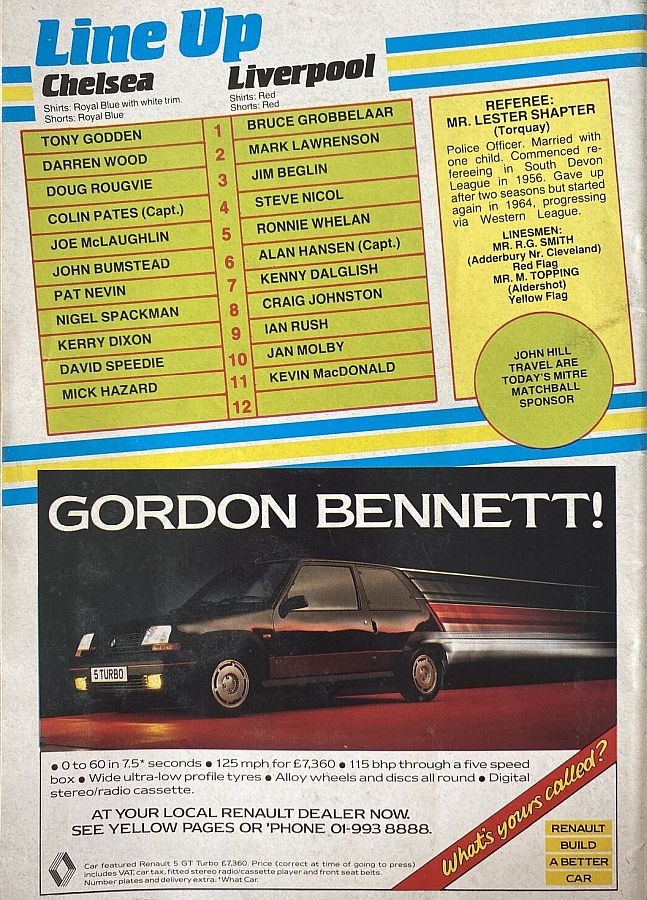 Line Up
Chelsea
Shirts: Royal Blue with white trim.
Shorts: Royal Blue
Liverpool
Shirts: Red
Shorts: Red
TONY GODDEN 1 BRUCE GROBBELAAR
DARREN WOOD 2 MARK LAWRENSON
DOUG ROUGVIE 3 JIM BEGLIN
COLIN PATES (Capt.) 4 STEVE NICOL
JOE McLAUGHLIN 5 RONNIE WHELAN
JOHN BUMSTEAD 6 ALAN HANSEN (Capt.)
PAT NEVIN 7 KENNY DALGLISH
NIGEL SPACKMAN 8 CRAIG JOHNSTON
KERRY DIXON 9 IAN RUSH
DAVID SPEEDIE 10 JAN MOLBY
MICK HAZARD 11 KEVIN MacDONALD
12
REFEREE:
MR. LESTER SHAPTER
(Torquay)
Police Officer. Married with
one child. Commenced re-
fereeing in South Devon
League in 1956. Gave up
after two seasons but started
again in 1964, progressing
via Western League.
LINESMEN:
MR. R.G. SMITH
(Adderbury Nr. Cleveland)
Red Flag
MR. M. TOPPING
(Aldershot)
Yellow Flag
JOHN HILL
TRAVEL ARE
TODAY'S MITRE
MATCHBALL
SPONSOR
GORDON BENNETT!
5 TURBO
● 0 to 60 in 7.5* seconds ● 125 mph for £7,360 ● 115 bhp through a five speed
box ● Wide ultra-low profile tyres ● Alloy wheels and discs all round ● Digital
stereo/radio cassette.
AT YOUR LOCAL RENAULT DEALER NOW.
SEE YELLOW PAGES OR 'PHONE 01-993 8888.
Car featured Renault 5 GT Turbo £7,360. Price (correct at time of going to press)
includes VAT, car tax, fitted stereo radio/cassette player and front seat belts.
Number plates and delivery extra. *What Car.
What's yours called?
RENAULT
BUILD
A BETTER
CAR